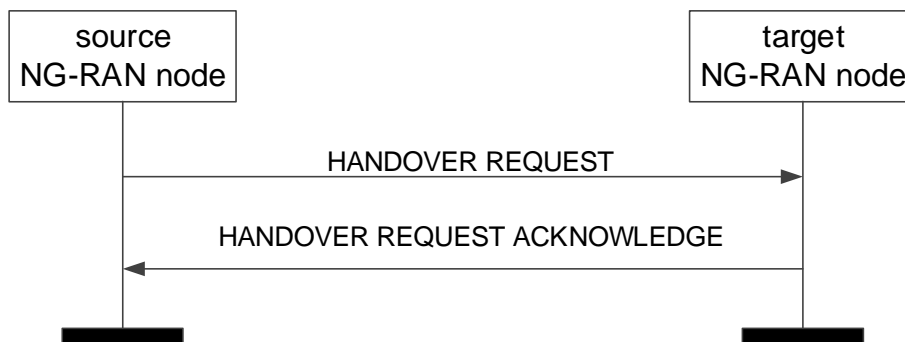 source
NG-RAN node
target
NG-RAN node
HANDOVER REQUEST
HANDOVER REQUEST ACKNOWLEDGE